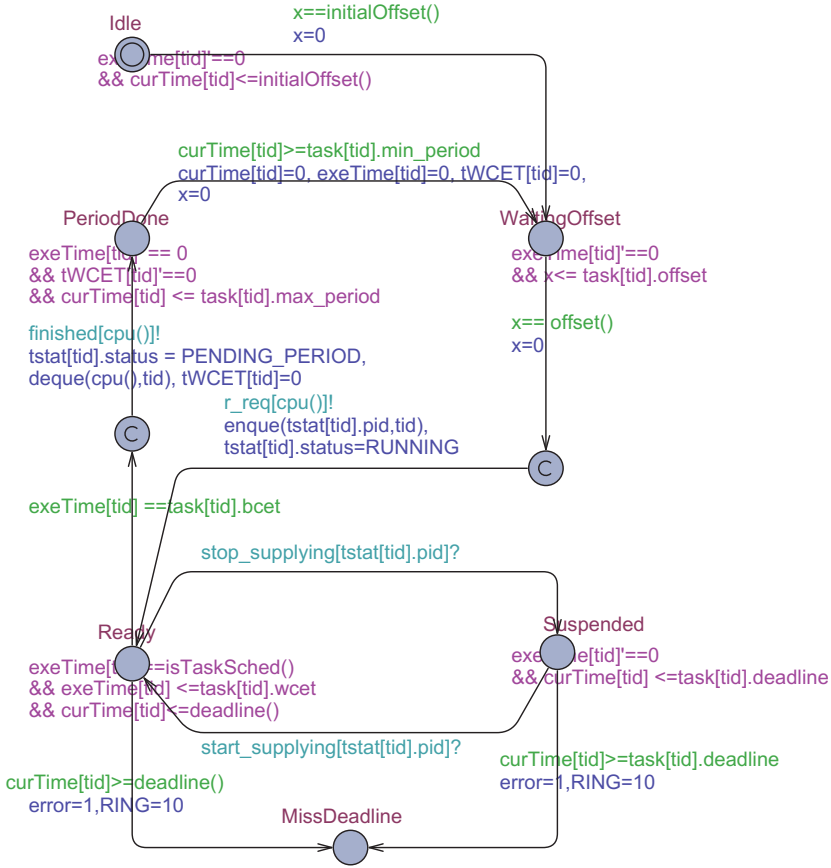 x==initialOffset()
x=0
Idle
exeTime[tid]'==0
&& curTime[tid]<=initialOffset()
curTime[tid]>=task[tid].min_period
curTime[tid]=0, exeTime[tid]=0, tWCET[tid]=0,
x=0
PeriodDone
exeTime[tid]' == 0
&& tWCET[tid]'==0
&& curTime[tid] <= task[tid].max_period
WaitingOffset
exeTime[tid]'==0
&& x<= task[tid].offset
x== offset()
x=0
finished[cpu()]!
tstat[tid].status = PENDING_PERIOD,
deque(cpu(),tid), tWCET[tid]=0
r_req[cpu()]!
enque(tstat[tid].pid,tid),
tstat[tid].status=RUNNING
C
C
exeTime[tid] ==task[tid].bcet
stop_supplying[tstat[tid].pid]?
Ready
exeTime[tid]'==isTaskSched()
&& exeTime[tid] <=task[tid].wcet
&& curTime[tid]<=deadline()
Suspended
exeTime[tid]'==0
&& curTime[tid] <=task[tid].deadline
start_supplying[tstat[tid].pid]?
curTime[tid]>=deadline()
error=1,RING=10
curTime[tid]>=task[tid].deadline
error=1,RING=10
MissDeadline